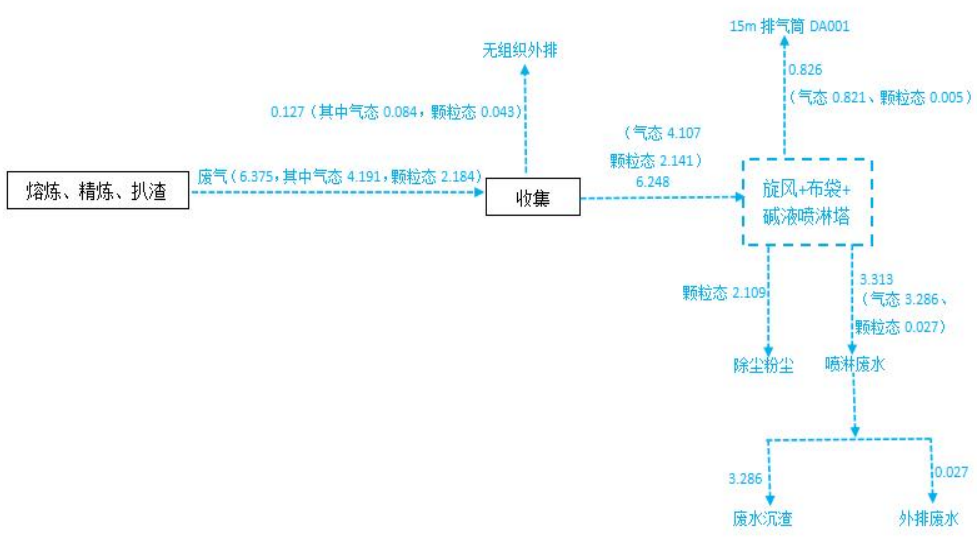 15m 排气筒 DA001
无组织外排
0.826
(气态 0.821、颗粒态 0.005)
0.127(其中气态 0.084,颗粒态 0.043)
(气态 4.107
颗粒态 2.141)
6.248
废气(6.375,其中气态 4.191,颗粒态 2.184)
熔炼、精炼、扒渣
收集
旋风+布袋+
碱液喷淋塔
颗粒态 2.109
3.313
(气态 3.286、
颗粒态 0.027)
除尘粉尘
喷淋废水
3.286
0.027
废水沉渣
外排废水